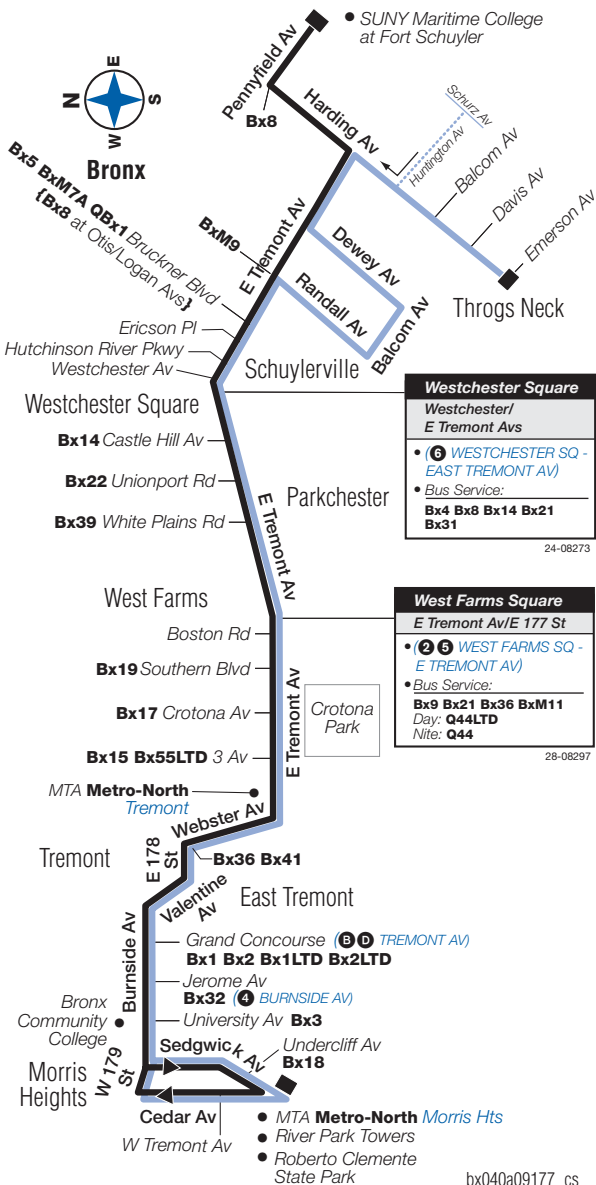 • SUNY Maritime College
at Fort Schuyler
Pennyfield Av
Bx8
Harding Av
Schurz Av
Huntington Av
Balcom Av
Davis Av
Emerson Av
N E S W
Bronx
Bx5 BxM7A QBx1 Bruckner Blvd
{Bx8 at Otis/Logan Avs}
BxM9
E Tremont Av
Dewey Av
Randall Av
Balcom Av
Throgs Neck
Ericson Pl
Hutchinson River Pkwy
Westchester Av
Schuylerville
Westchester Square
Bx14 Castle Hill Av
Bx22 Unionport Rd
Bx39 White Plains Rd
E Tremont Av
Parkchester
Westchester Square
Westchester/
E Tremont Avs
• (6 WESTCHESTER SQ -
EAST TREMONT AV)
• Bus Service:
Bx4 Bx8 Bx14 Bx21
Bx31
24-08273
West Farms
Boston Rd
Bx19 Southern Blvd
Bx17 Crotona Av
Bx15 Bx55LTD 3 Av
E Tremont Av
Crotona
Park
West Farms Square
E Tremont Av/E 177 St
• (2 5 WEST FARMS SQ -
E TREMONT AV)
• Bus Service:
Bx9 Bx21 Bx36 BxM11
Day: Q44LTD
Nite: Q44
28-08297
MTA Metro-North •
Tremont
Webster Av
Tremont
E 178
St
Bx36 Bx41
Valentine
Av
East Tremont
Burnside Av
Grand Concourse (B D TREMONT AV)
Bx1 Bx2 Bx1LTD Bx2LTD
Jerome Av
Bx32 (4 BURNSIDE AV)
University Av Bx3
Bronx
Community •
College
Sedgwick Av
Undercliff Av
Bx18
Morris
Heights
W 179
St
Cedar Av
W Tremont Av
• MTA Metro-North Morris Hts
• River Park Towers
• Roberto Clemente
State Park
bx040a09177_cs